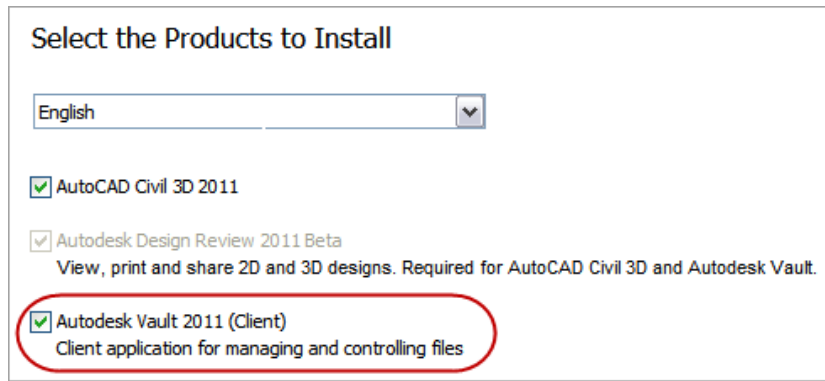 Select the Products to Install
English
AutoCAD Civil 3D 2011
Autodesk Design Review 2011 Beta
View, print and share 2D and 3D designs. Required for AutoCAD Civil 3D and Autodesk Vault.
Autodesk Vault 2011 (Client)
Client application for managing and controlling files